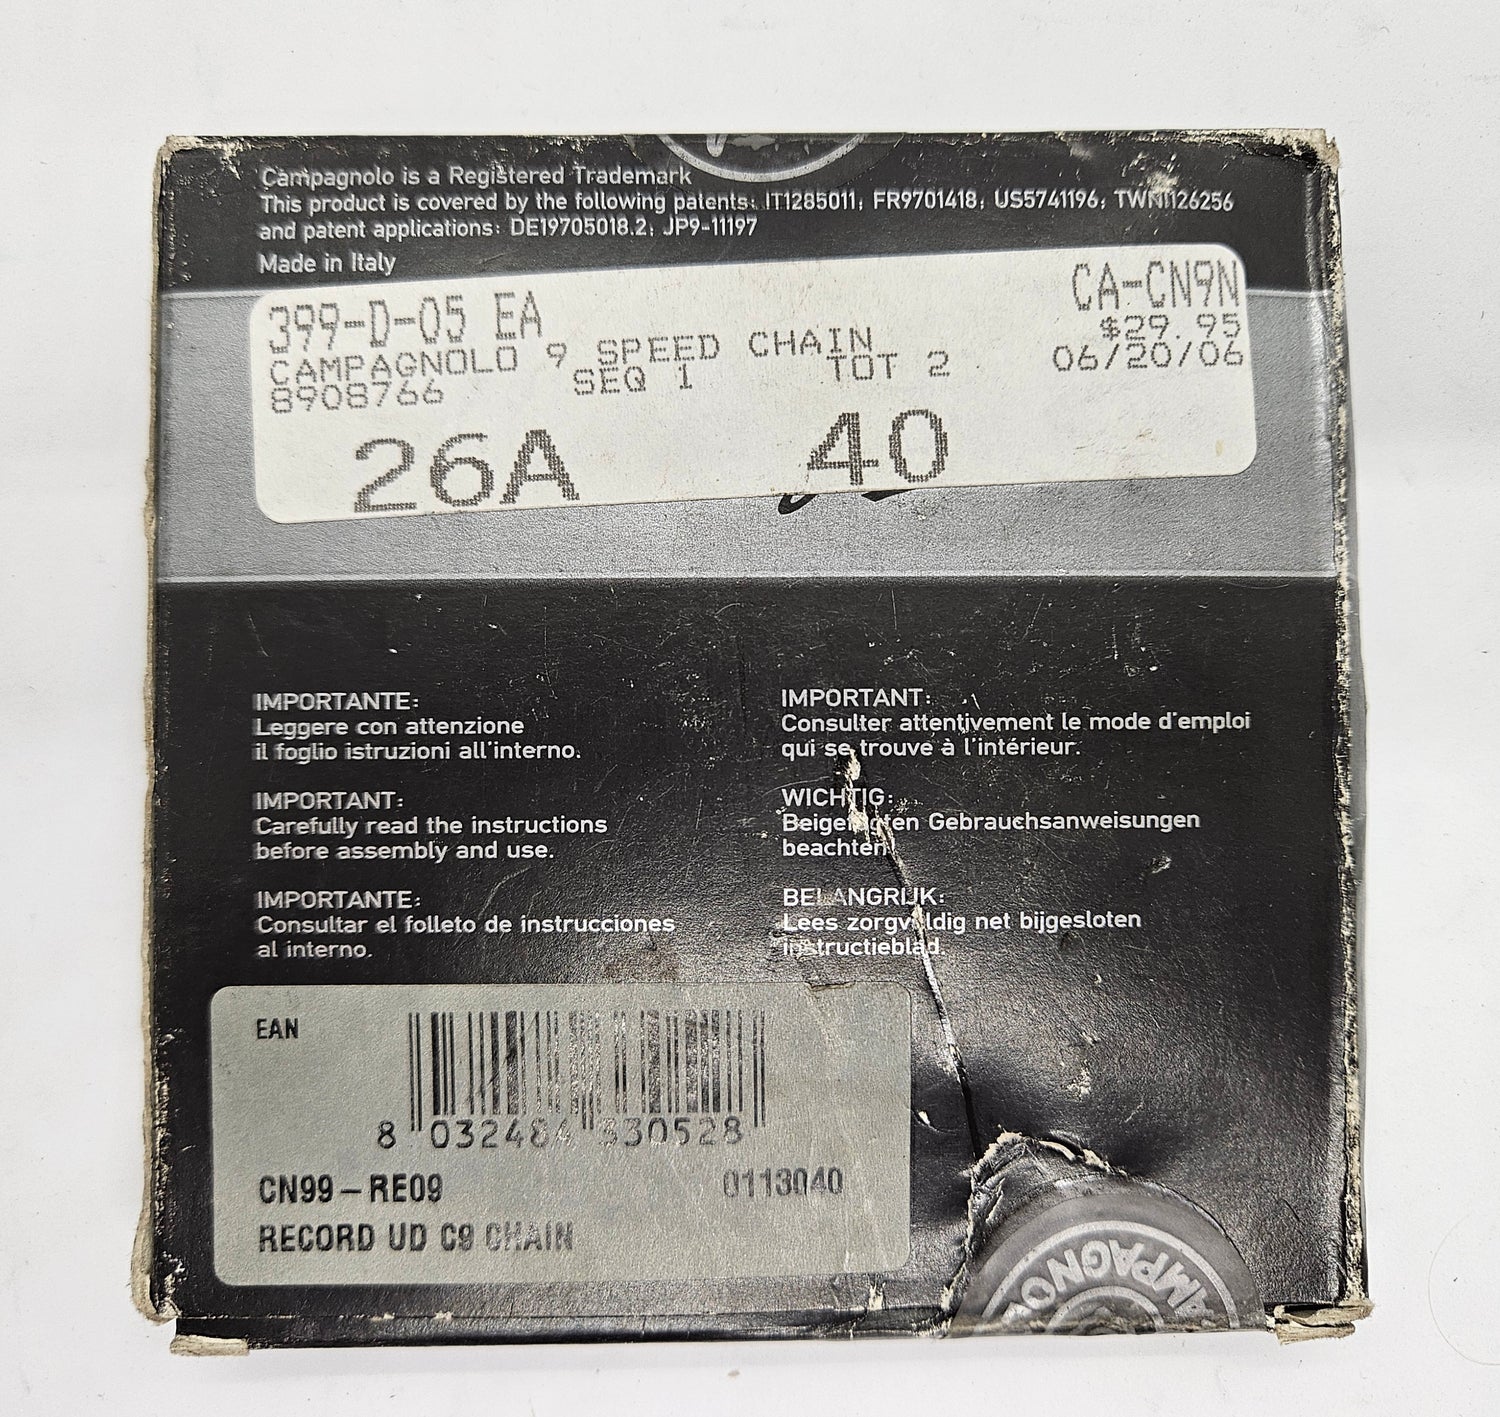 Campagnolo is a Registered Trademark
This product is covered by the following patents: IT1285011; FR9701418; US5741196; TWNI126256
and patent applications: DE19705018.2; JP9-11197
Made in Italy
399-D-05 EA CA-CN9N
$29.95
CAMPAGNOLO 9 SPEED CHAIN
8908766 SEQ 1 TOT 2 06/20/06
26A 40
IMPORTANTE:
Leggere con attenzione
il foglio istruzioni all'interno.
IMPORTANT:
Carefully read the instructions
before assembly and use.
IMPORTANTE:
Consultar el folleto de instrucciones
al interno.
IMPORTANT:
Consulter attentivement le mode d'emploi
qui se trouve à l'intérieur.
WICHTIG:
Gebrauchsanweisungen
beachten
BELANGRIJK:
Lees zorgvuldig net bijgesloten
instructieblad.
EAN
8 032484 330528
CN99-RE09 0113040
RECORD UD C9 CHAIN
CAMPAGNOLO